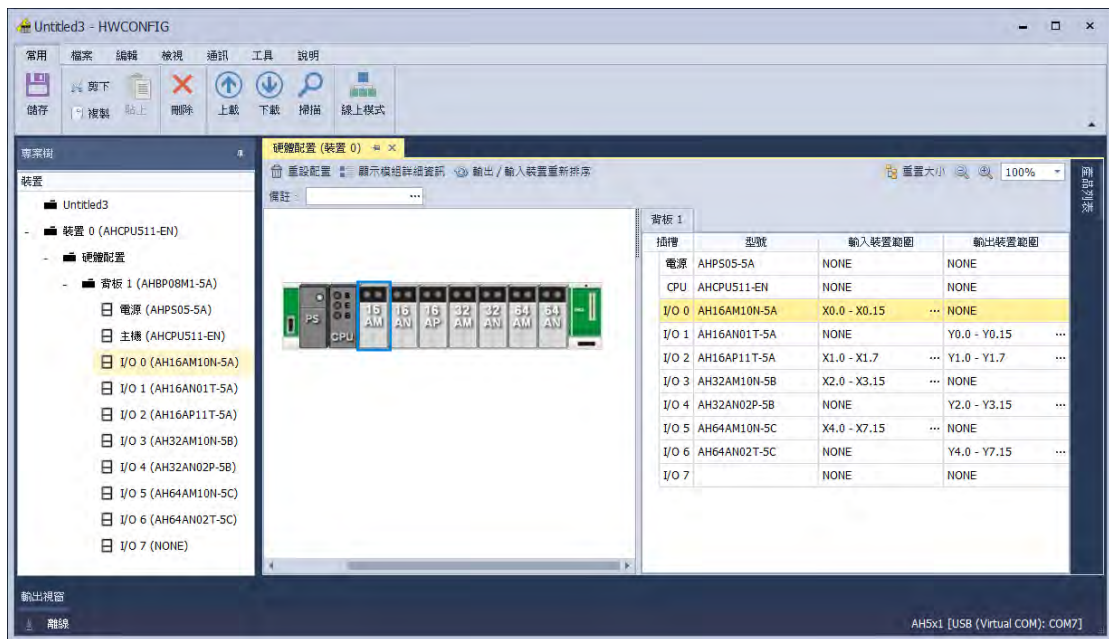 Untitled3 - HWCONFIG
常用 檔案 編輯 檢視 通訊 工具 說明
儲存 剪下 複製 貼上 刪除 上載 下載 掃描 線上模式
專案樹
硬體配置 (裝置 0)
重設配置 顯示模組詳細資訊 輸出/輸入裝置重新排序 重置大小 100%
備註: ...
產品列表
裝置
Untitled3
裝置 0 (AHCPU511-EN)
硬體配置
背板 1 (AHBP08M1-5A)
電源 (AHPS05-5A)
主機 (AHCPU511-EN)
I/O 0 (AH16AM10N-5A)
I/O 1 (AH16AN01T-5A)
I/O 2 (AH16AP11T-5A)
I/O 3 (AH32AM10N-5B)
I/O 4 (AH32AN02P-5B)
I/O 5 (AH64AM10N-5C)
I/O 6 (AH64AN02T-5C)
I/O 7 (NONE)
PS CPU 16 AM 16 AN 16 AP 32 AM 32 AN 64 AM 64 AN
背板 1
插槽 型號 輸入裝置範圍 輸出裝置範圍
電源 AHPS05-5A NONE NONE
CPU AHCPU511-EN NONE NONE
I/O 0 AH16AM10N-5A X0.0 - X0.15 ... NONE
I/O 1 AH16AN01T-5A NONE Y0.0 - Y0.15 ...
I/O 2 AH16AP11T-5A X1.0 - X1.7 ... Y1.0 - Y1.7 ...
I/O 3 AH32AM10N-5B X2.0 - X3.15 ... NONE
I/O 4 AH32AN02P-5B NONE Y2.0 - Y3.15 ...
I/O 5 AH64AM10N-5C X4.0 - X7.15 ... NONE
I/O 6 AH64AN02T-5C NONE Y4.0 - Y7.15 ...
I/O 7 NONE NONE
輸出視窗
離線
AH5x1 [USB (Virtual COM): COM7]